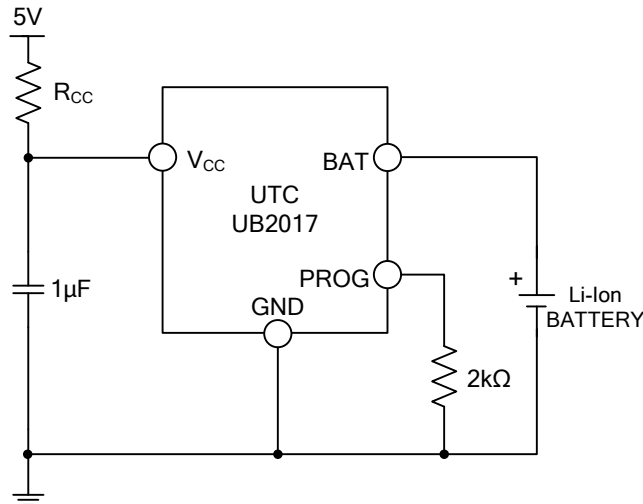 5V
RCC
VCC
BAT
UTC
UB2017
PROG
GND
1µF
+
Li-Ion
BATTERY
2kΩ